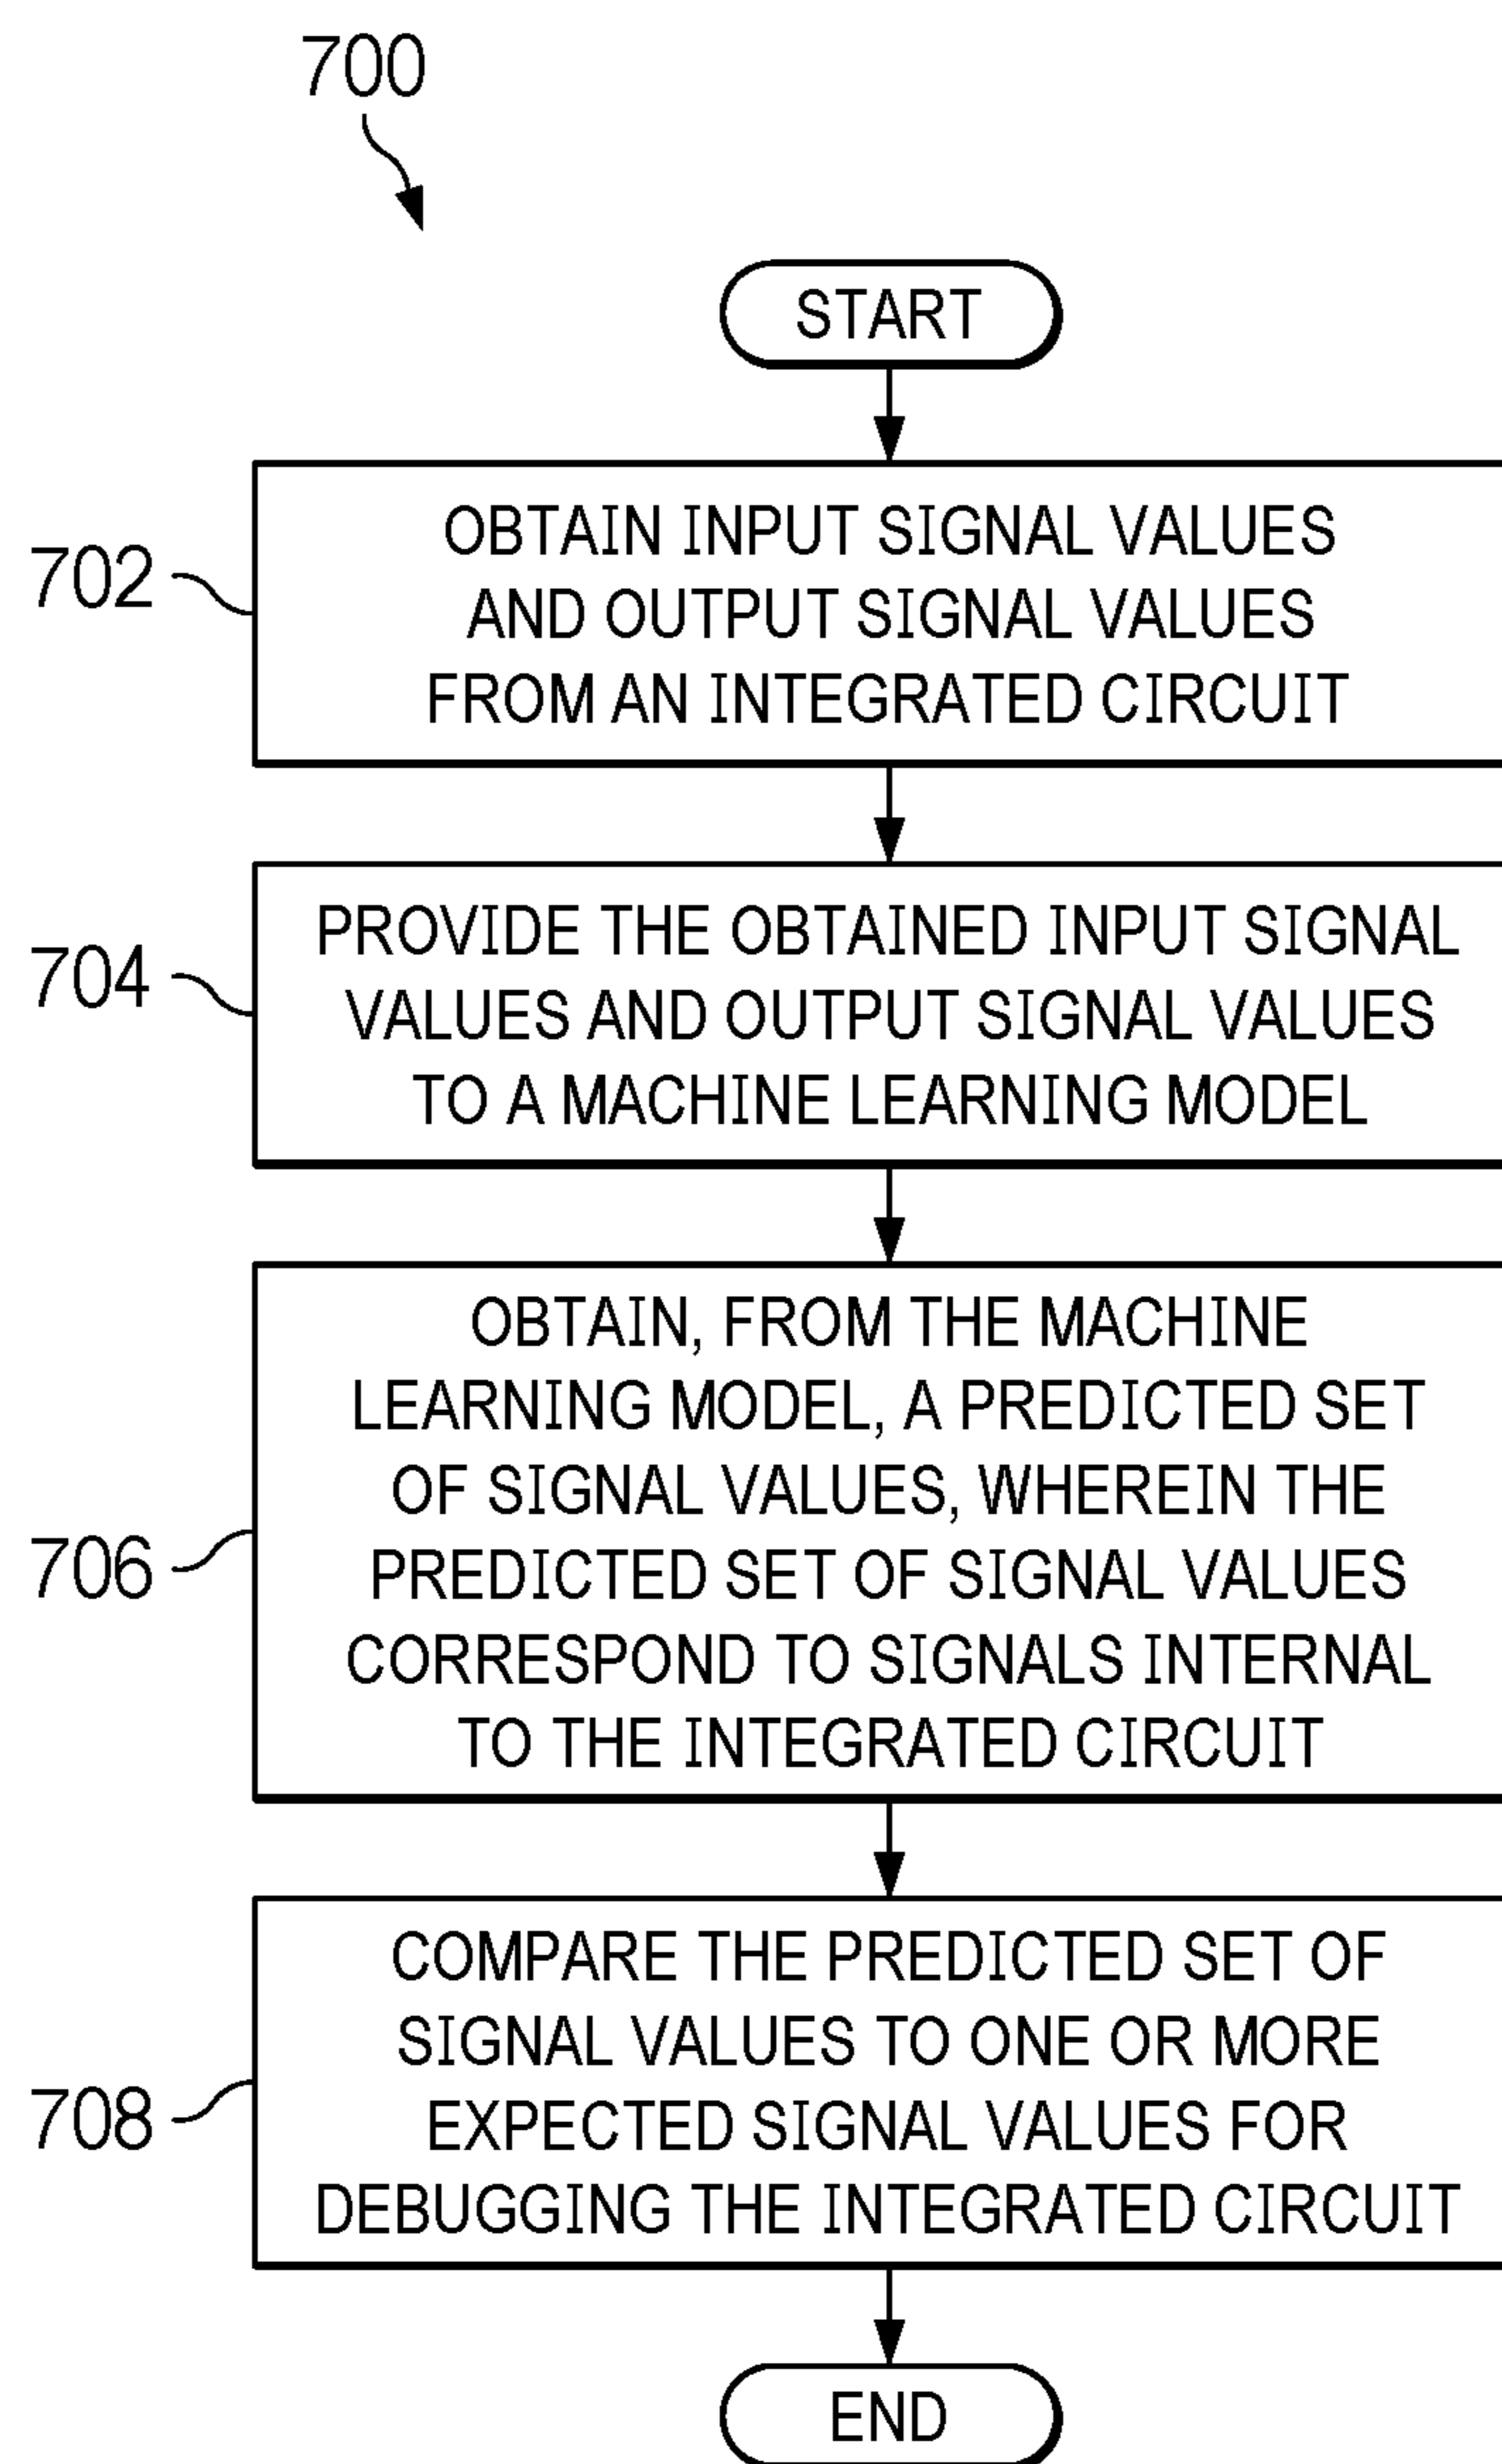 700
START
702
OBTAIN INPUT SIGNAL VALUES
AND OUTPUT SIGNAL VALUES
FROM AN INTEGRATED CIRCUIT
704
PROVIDE THE OBTAINED INPUT SIGNAL
VALUES AND OUTPUT SIGNAL VALUES
TO A MACHINE LEARNING MODEL
706
OBTAIN, FROM THE MACHINE
LEARNING MODEL, A PREDICTED SET
OF SIGNAL VALUES, WHEREIN THE
PREDICTED SET OF SIGNAL VALUES
CORRESPOND TO SIGNALS INTERNAL
TO THE INTEGRATED CIRCUIT
708
COMPARE THE PREDICTED SET OF
SIGNAL VALUES TO ONE OR MORE
EXPECTED SIGNAL VALUES FOR
DEBUGGING THE INTEGRATED CIRCUIT
END